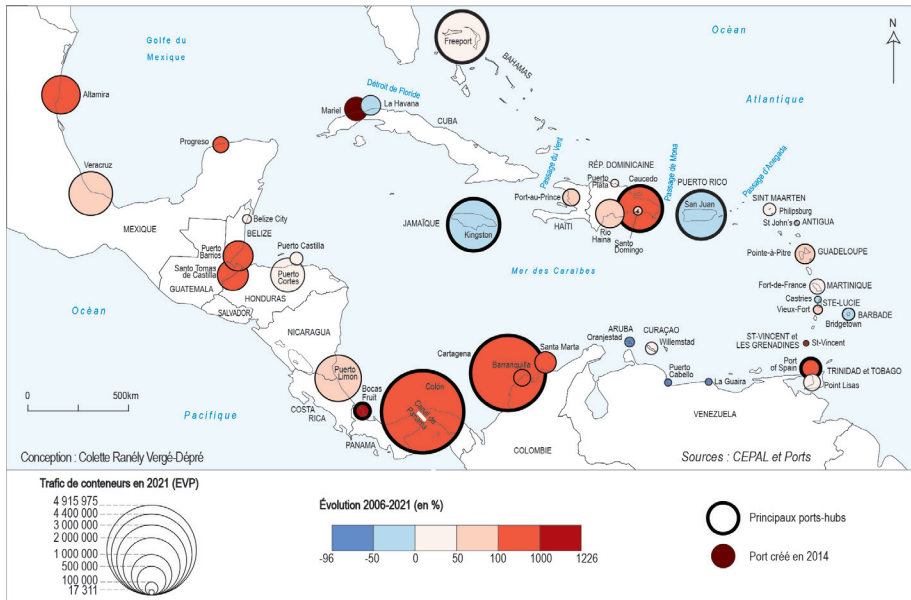 Golfe du
Mexique
Océan
Atlantique
N
Freeport
BAHAMAS
Détroit de Floride
Altamira
Mariel
La Havana
CUBA
Progreso
Veracruz
Passage du Vent
RÉP. DOMINICAINE
Puerto
Plata
Caucedo
Passage de Mona
PUERTO RICO
Passage d'Anegada
Port-au-Prince
San Juan
SINT MAARTEN
Philipsburg
St John's
ANTIGUA
Belize City
JAMAÏQUE
Kingston
HAÏTI
Rio
Haina
Santo
Domingo
MEXIQUE
BELIZE
Puerto
Barrios
Puerto Castilla
Pointe-à-Pitre
GUADELOUPE
Santo Tomas
de Castilla
Puerto
Cortes
Mer des Caraïbes
GUATEMALA
HONDURAS
Fort-de-France
MARTINIQUE
Castries
STE-LUCIE
Vieux-Fort
BARBADE
Bridgetown
Océan
SALVADOR
NICARAGUA
ARUBA
Oranjestad
CURAÇAO
Willemstad
ST-VINCENT et
LES GRENADINES
St-Vincent
Cartagena
Santa Marta
Barranquilla
Puerto
Limon
Bocas
Fruit
Colón
Canal de
Panama
Puerto
Cabello
La Guaira
Port
of Spain
TRINIDAD et TOBAGO
Point Lisas
0
500km
Pacifique
COSTA
RICA
PANAMA
COLOMBIE
VENEZUELA
Conception : Colette Ranély Vergé-Dépré
Sources : CEPAL et Ports
Trafic de conteneurs en 2021 (EVP)
4 915 975
4 400 000
3 000 000
2 000 000
1 000 000
500 000
100 000
17 311
Évolution 2006-2021 (en %)
-96
-50
0
50
100
1000
1226
Principaux ports-hubs
Port créé en 2014